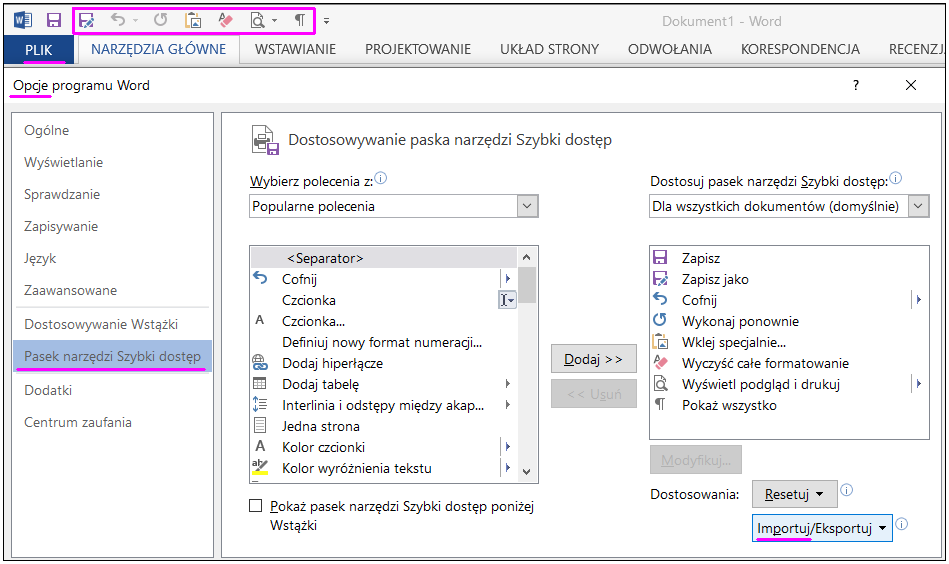 Dokument1 - Word
PLIK
NARZĘDZIA GŁÓWNE
WSTAWIANIE
PROJEKTOWANIE
UKŁAD STRONY
ODWOŁANIA
KORESPONDENCJA
RECENZJ
Opcje programu Word
?
Ogólne
Wyświetlanie
Sprawdzanie
Zapisywanie
Język
Zaawansowane
Dostosowywanie Wstążki
Pasek narzędzi Szybki dostęp
Dodatki
Centrum zaufania
Dostosowywanie paska narzędzi Szybki dostęp
Wybierz polecenia z:
Popularne polecenia
<Separator>
Cofnij
Czcionka
Czcionka...
Definiuj nowy format numeracji...
Dodaj hiperłącze
Dodaj tabelę
Interlinia i odstępy między akap...
Jedna strona
Kolor czcionki
Kolor wyróżnienia tekstu
Pokaż pasek narzędzi Szybki dostęp poniżej
Wstążki
Dodaj >>
<< Usuń
Dostosuj pasek narzędzi Szybki dostęp:
Dla wszystkich dokumentów (domyślnie)
Zapisz
Zapisz jako
Cofnij
Wykonaj ponownie
Wklej specjalnie...
Wyczyść całe formatowanie
Wyświetl podgląd i drukuj
Pokaż wszystko
Modyfikuj...
Dostosowania:
Resetuj
Importuj/Eksportuj